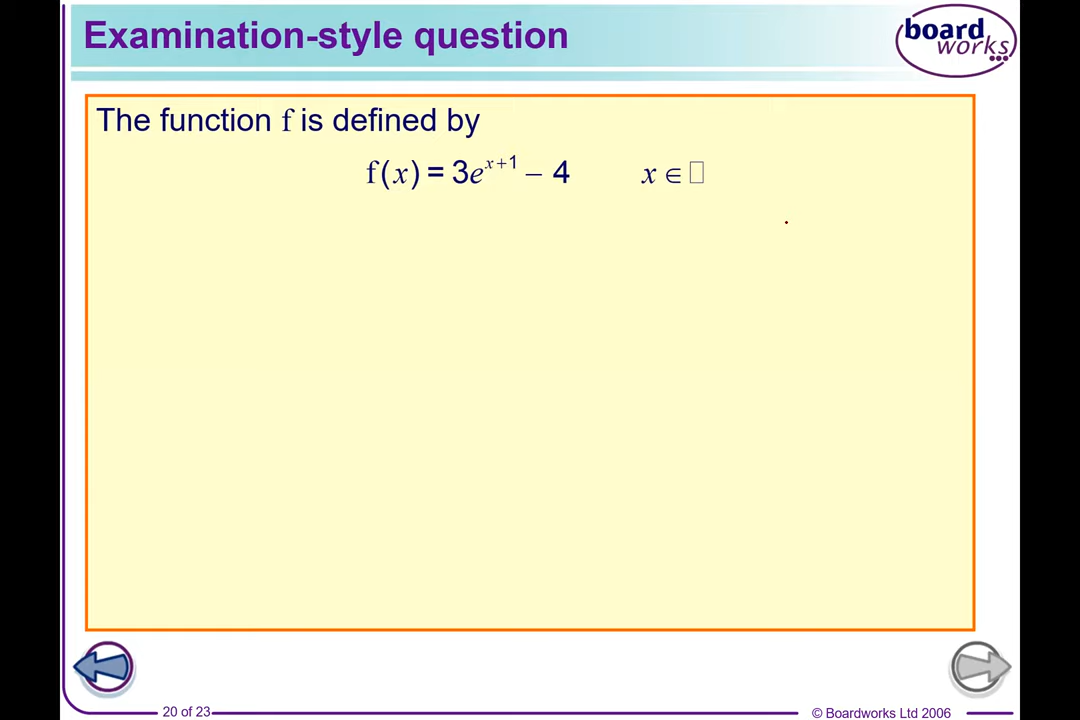 Examination-style question
board
works
The function f is defined by
f(x) = 3e^{x+1} − 4 x ∈ □
20 of 23
© Boardworks Ltd 2006